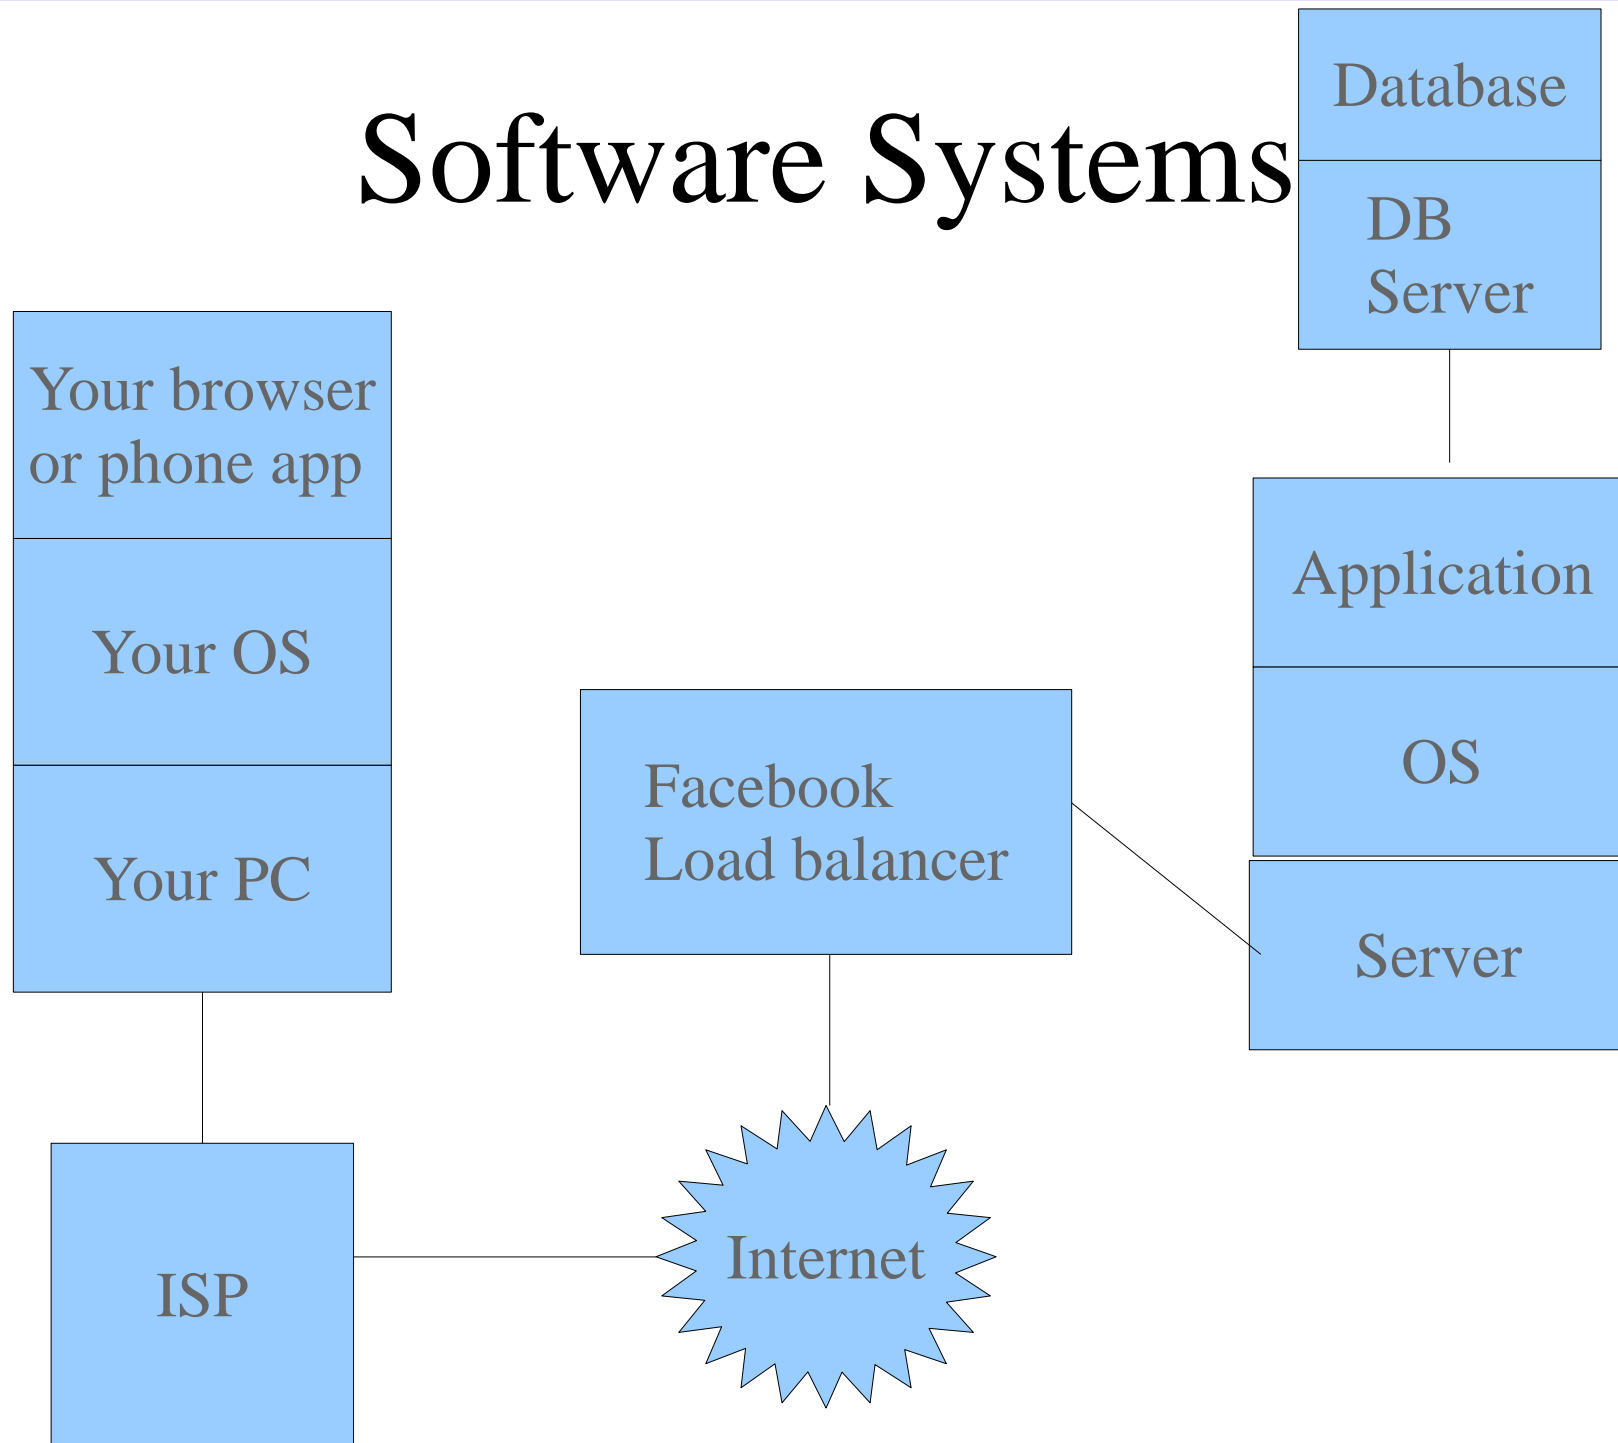 Software Systems
Database
DB
Server
Your browser
or phone app
Your OS
Your PC
Application
OS
Facebook
Load balancer
Server
ISP
Internet